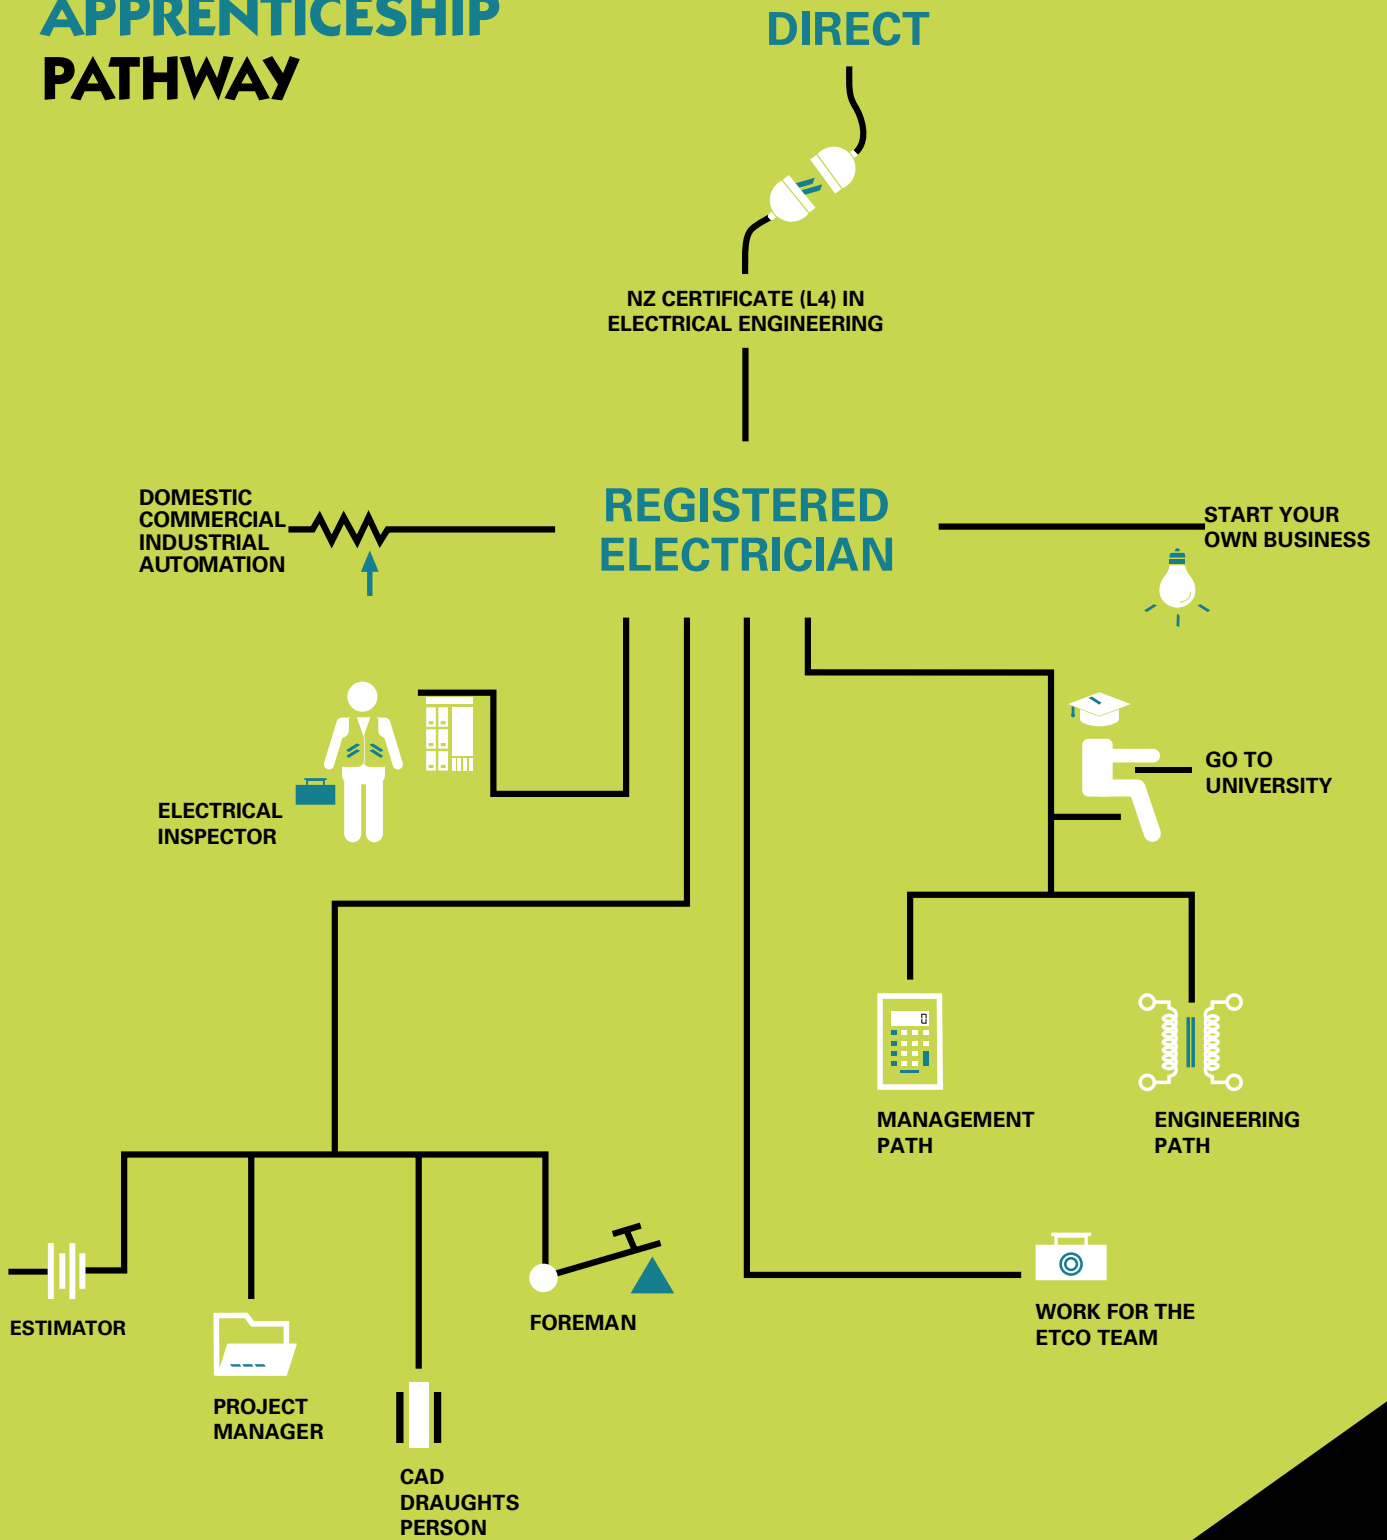 APPRENTICESHIP
PATHWAY
DIRECT
NZ CERTIFICATE (L4) IN
ELECTRICAL ENGINEERING
REGISTERED
ELECTRICIAN
DOMESTIC
COMMERCIAL
INDUSTRIAL
AUTOMATION
START YOUR
OWN BUSINESS
ELECTRICAL
INSPECTOR
GO TO
UNIVERSITY
0
MANAGEMENT
PATH
ENGINEERING
PATH
ESTIMATOR
PROJECT
MANAGER
CAD
DRAUGHTS
PERSON
FOREMAN
WORK FOR THE
ETCO TEAM